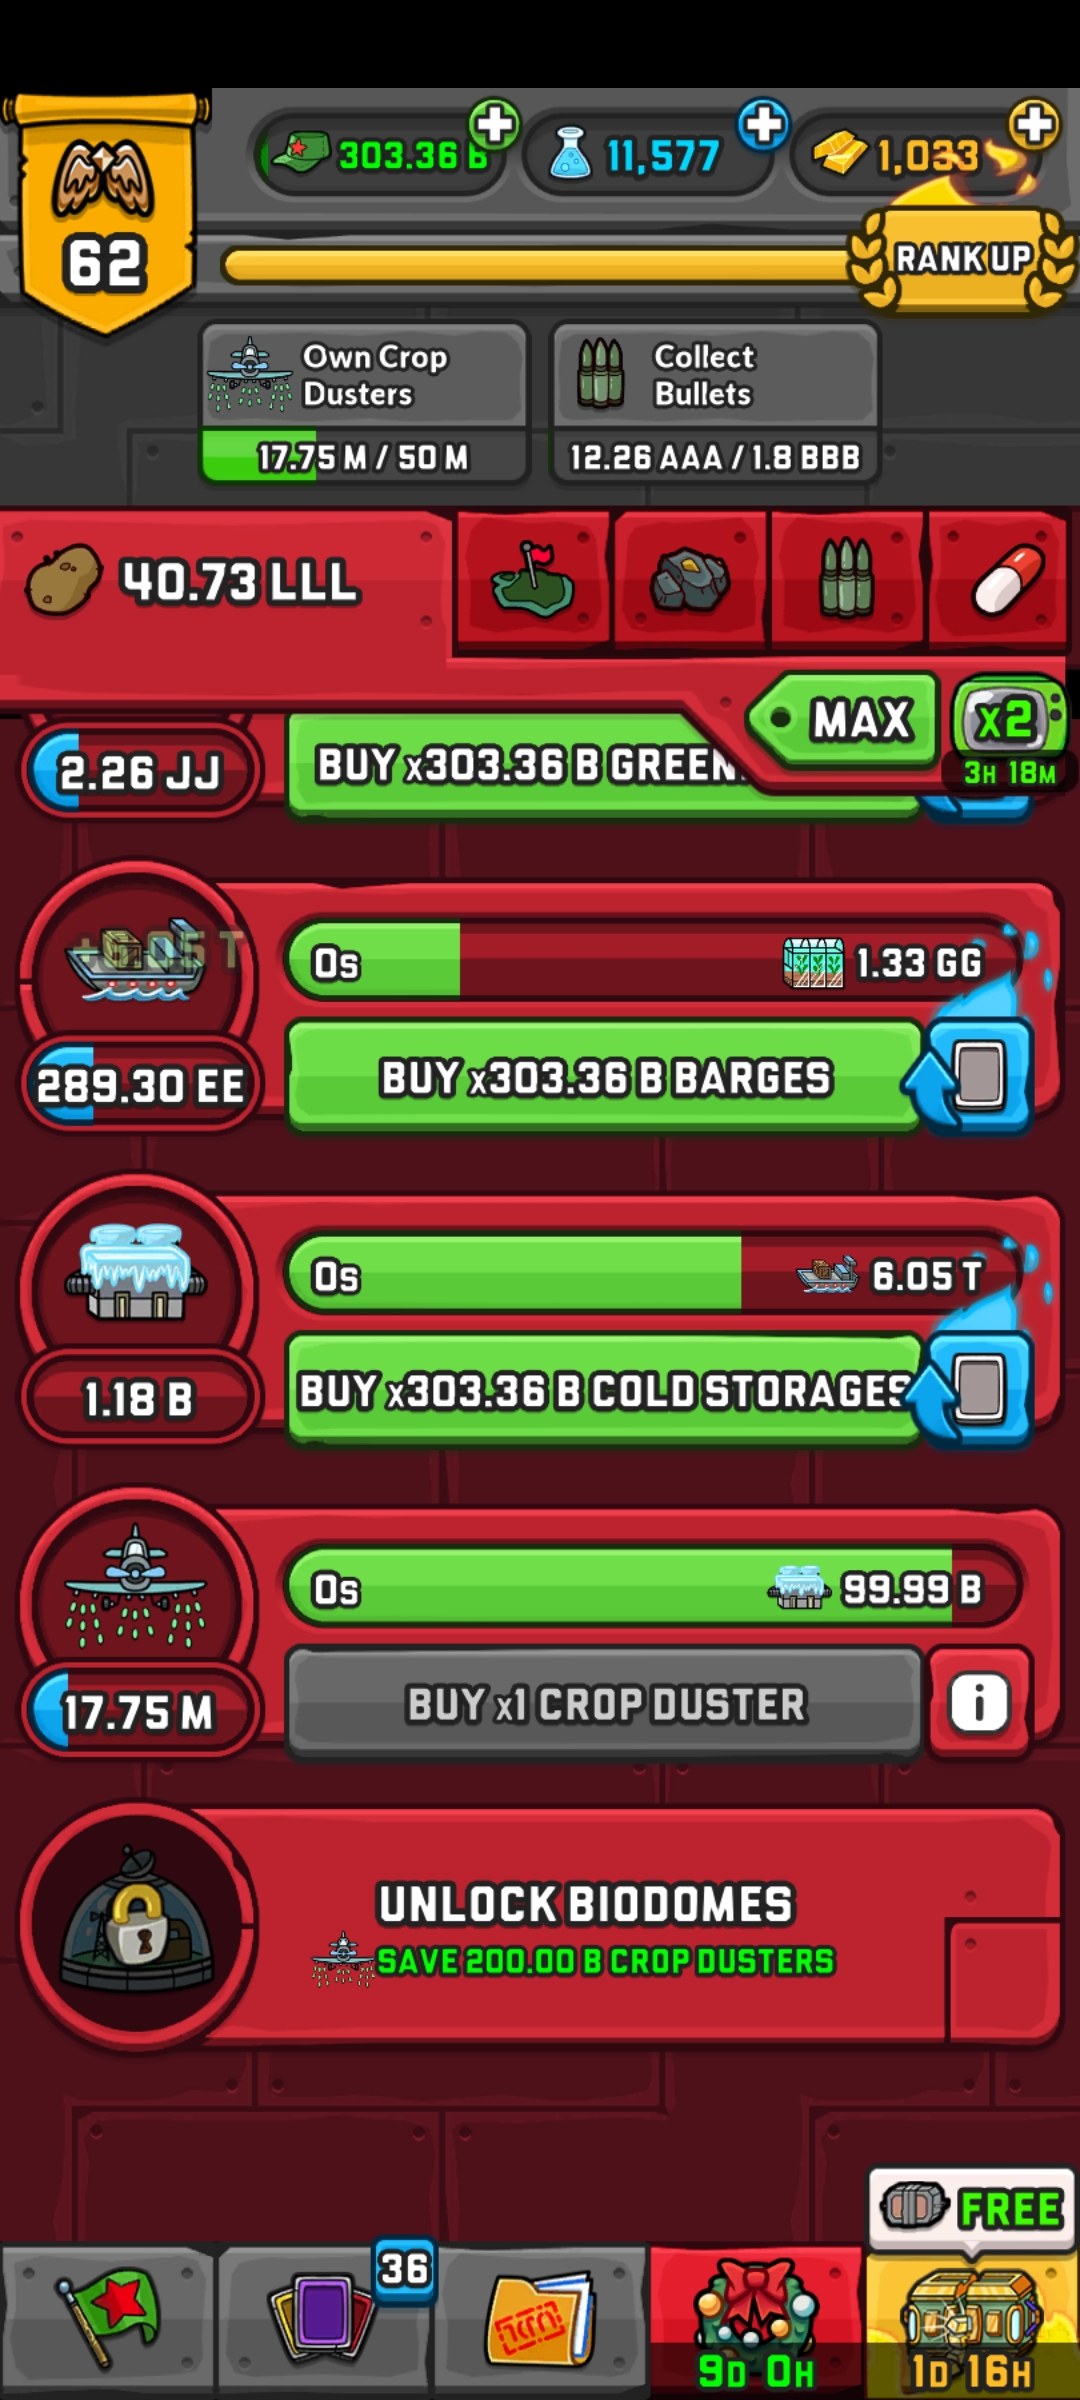 303.36 B
11,577
1,033
62
RANK UP
Own Crop
Dusters
17.75 M / 50 M
Collect
Bullets
12.26 AAA / 1.8 BBB
40.73 LLL
MAX
x2
3H 18M
2.26 JJ
BUY x303.36 B GREEN
+6.05 T
0s
1.33 GG
289.30 EE
BUY x303.36 B BARGES
0s
6.05 T
1.18 B
BUY x303.36 B COLD STORAGES
0s
99.99 B
17.75 M
BUY x1 CROP DUSTER
i
UNLOCK BIODOMES
SAVE 200.00 B CROP DUSTERS
FREE
36
9D 0H
1D 16H